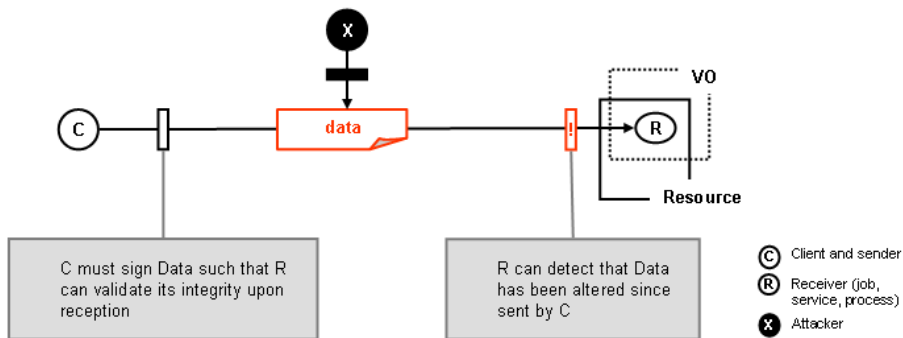 X
VO
C
data
!
R
Resource
C must sign Data such that R
can validate its integrity upon
reception
R can detect that Data
has been altered since
sent by C
C Client and sender
R Receiver (job,
service, process)
X Attacker